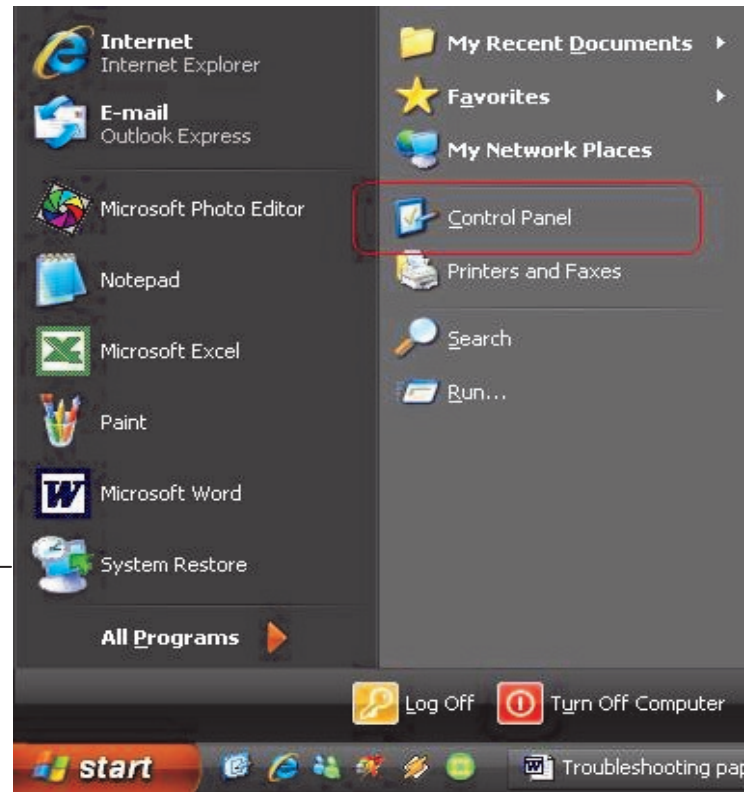 Internet
Internet Explorer
E-mail
Outlook Express
Microsoft Photo Editor
Notepad
Microsoft Excel
Paint
Microsoft Word
System Restore
All Programs
My Recent Documents
Favorites
My Network Places
Control Panel
Printers and Faxes
Search
Run...
Log Off
Turn Off Computer
start
Troubleshooting pap